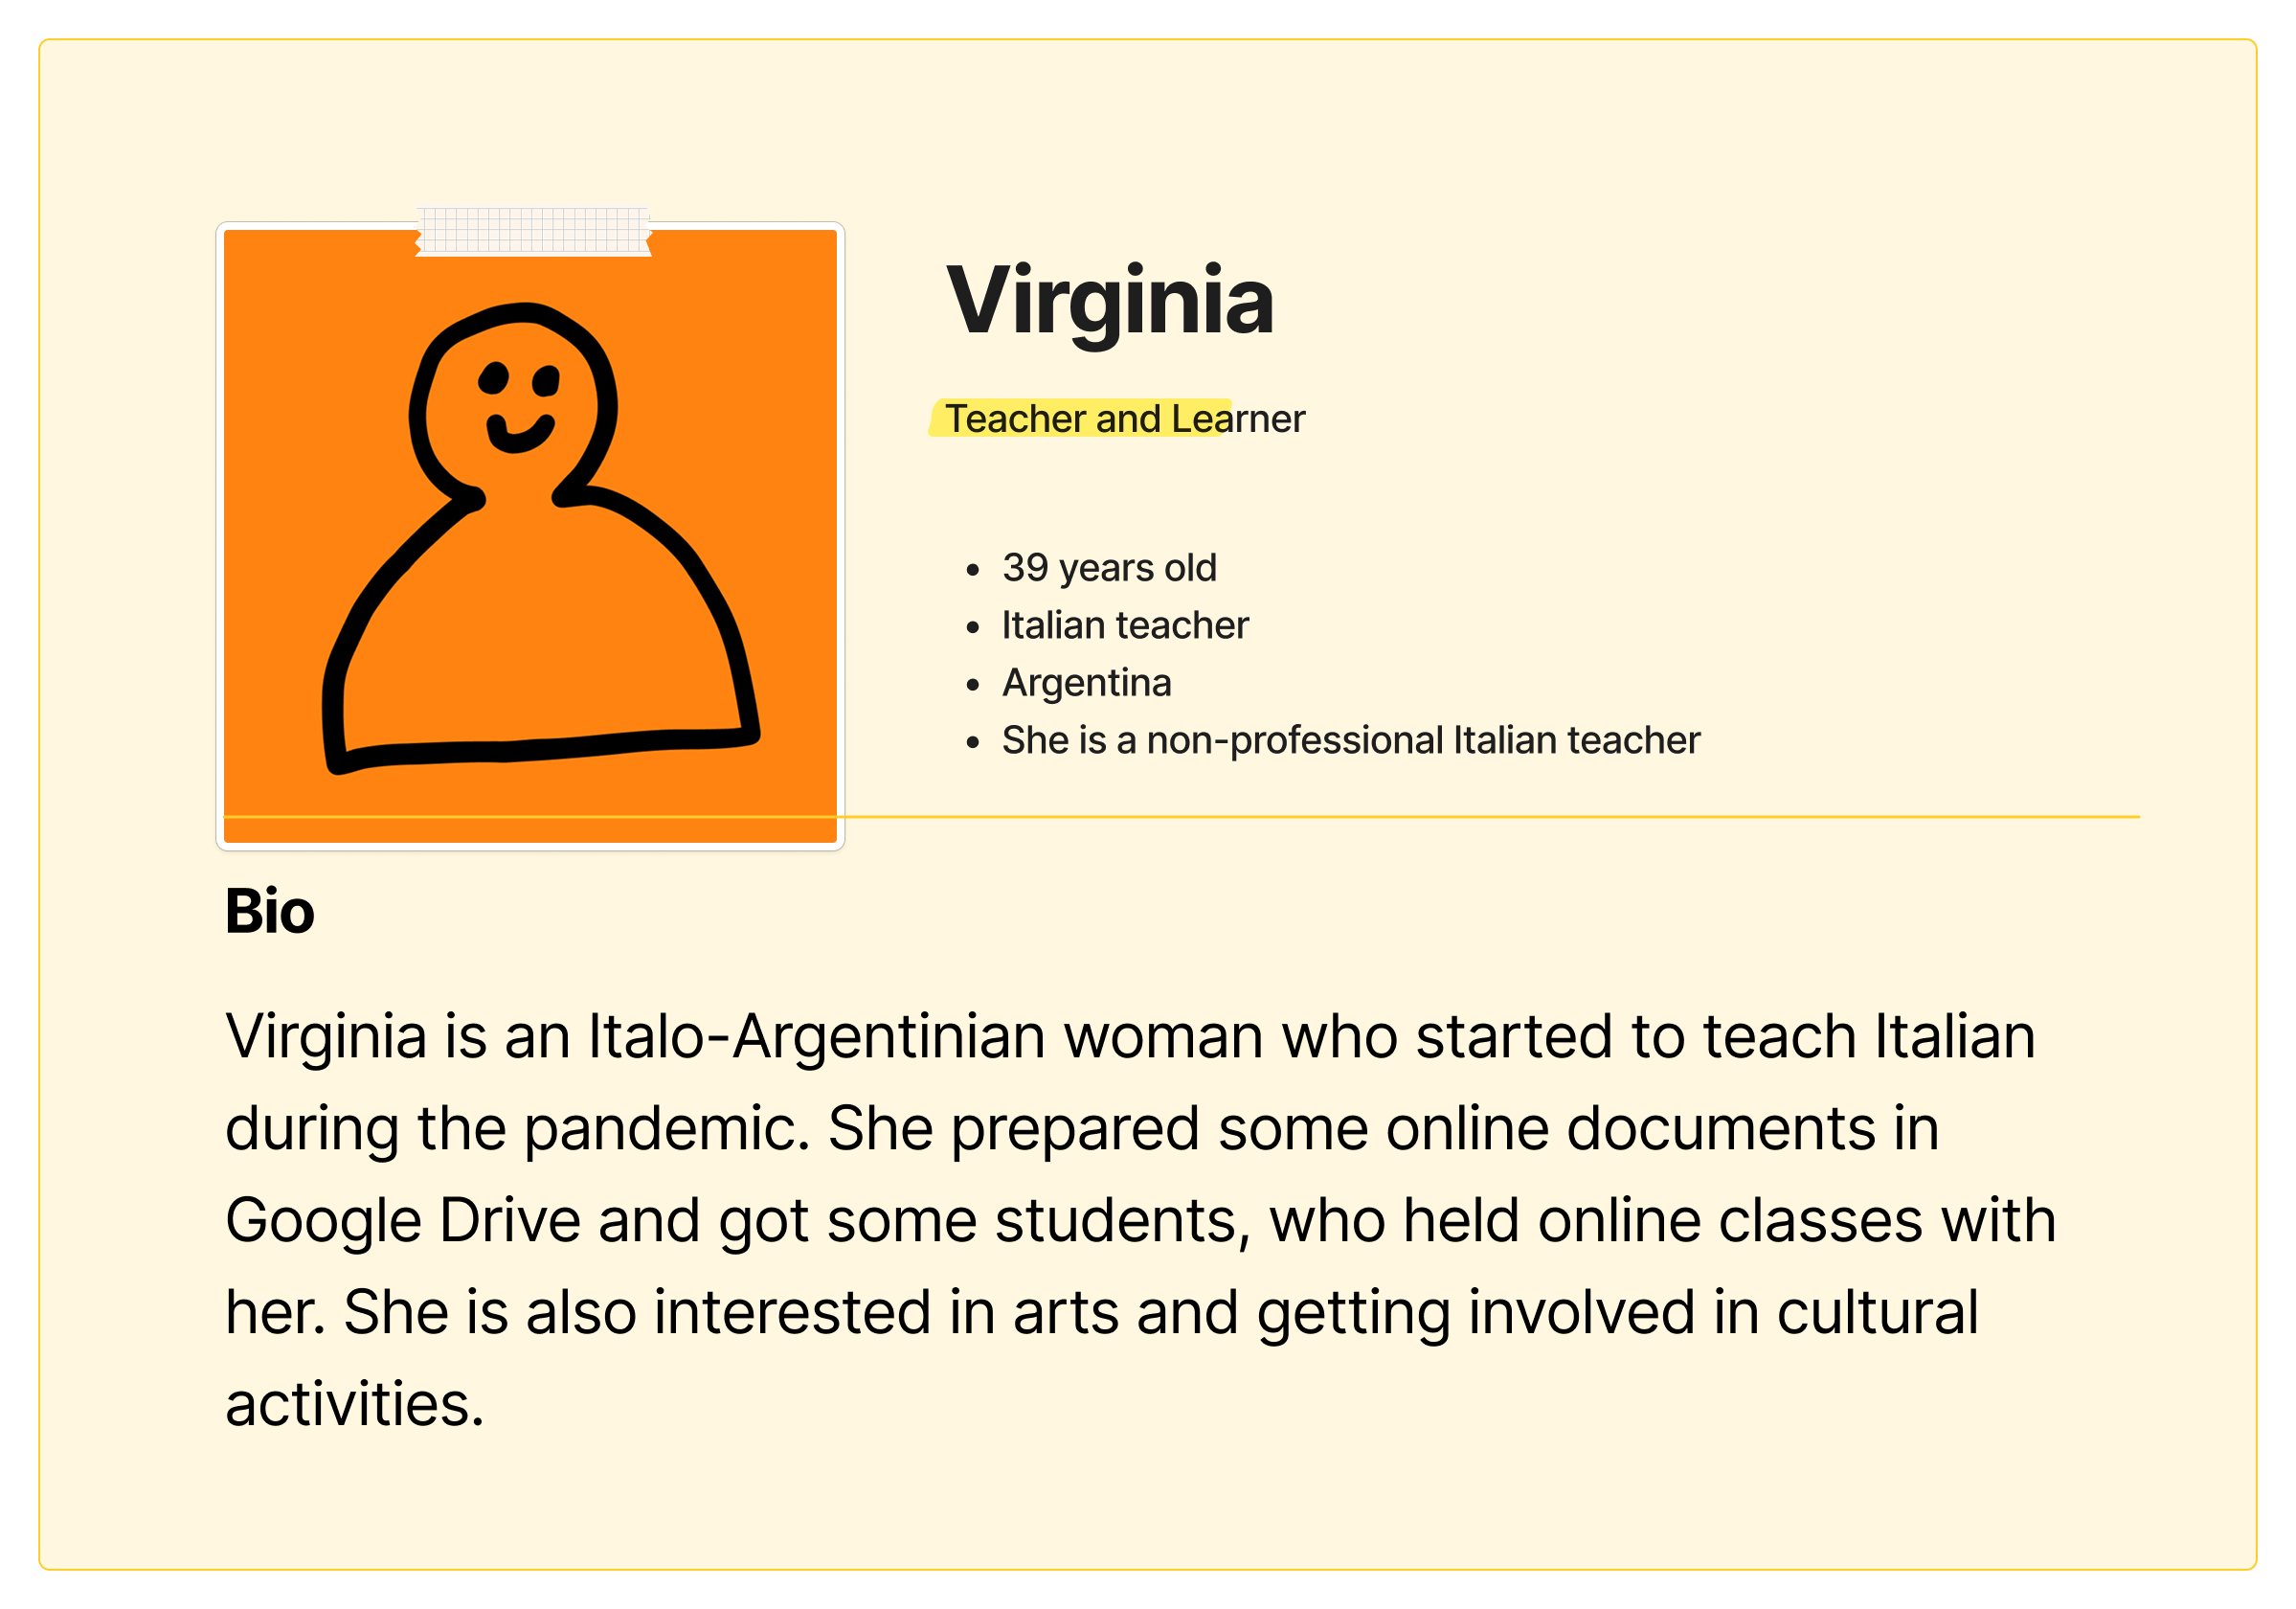 Virginia
Teacher and Learner
• 39 years old
• Italian teacher
• Argentina
• She is a non-professional Italian teacher
Bio
Virginia is an Italo-Argentinian woman who started to teach Italian
during the pandemic. She prepared some online documents in
Google Drive and got some students, who held online classes with
her. She is also interested in arts and getting involved in cultural
activities.